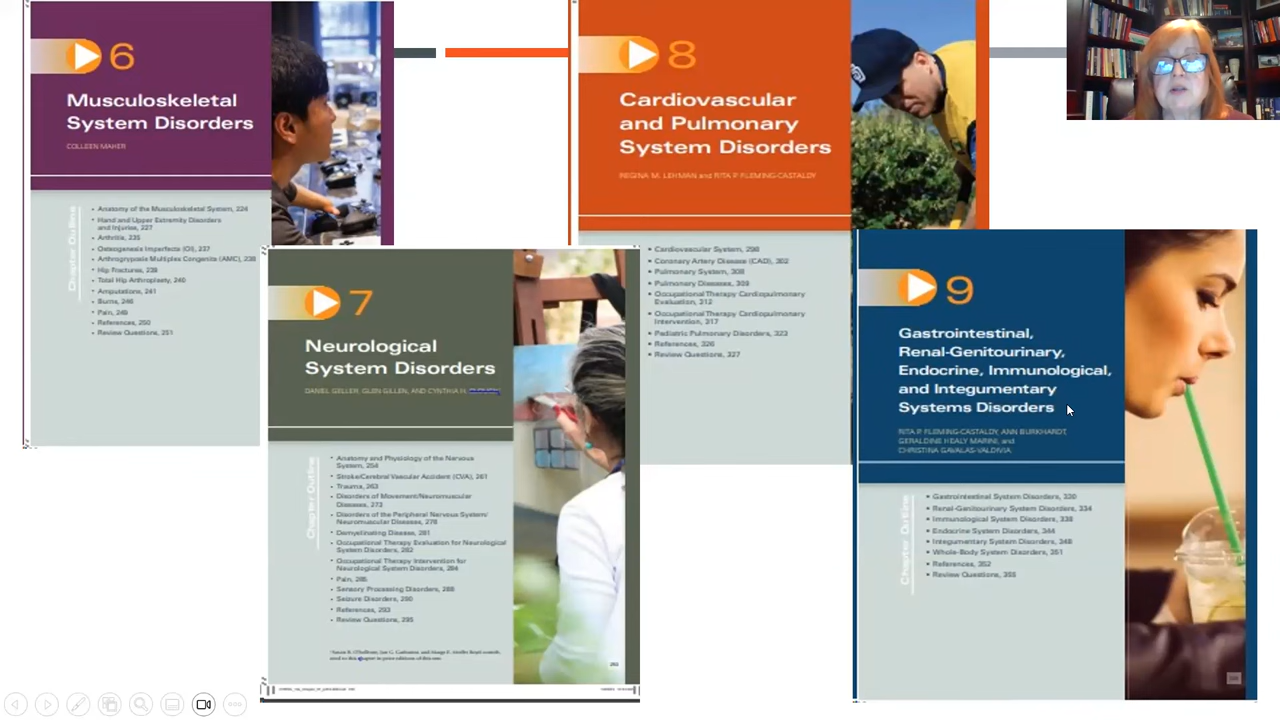 6
Musculoskeletal
System Disorders
COLLEEN MAHER
Chapter Outline
• Anatomy of the Musculoskeletal System, 224
• Hand and Upper Extremity Disorders
and Injuries, 227
• Arthritis, 235
• Osteogenesis Imperfecta (OI), 237
• Arthrogryposis Multiplex Congenita (AMC), 238
• Hip Fractures, 239
• Total Hip Arthroplasty, 240
• Amputations, 241
• Burns, 246
• Pain, 249
• References, 250
• Review Questions, 251
7
Neurological
System Disorders
DANIEL GELLER, GLEN GILLEN, AND CYNTHIA H.
Chapter Outline
• Anatomy and Physiology of the Nervous
System, 254
• Stroke/Cerebral Vascular Accident (CVA), 261
• Trauma, 263
• Disorders of Movement/Neuromuscular
Diseases, 273
• Disorders of the Peripheral Nervous System/
Neuromuscular Diseases, 278
• Demyelinating Disease, 281
• Occupational Therapy Evaluation for Neurological
System Disorders, 282
• Occupational Therapy Intervention for
Neurological System Disorders, 284
• Pain, 285
• Sensory Processing Disorders, 288
• Seizure Disorders, 290
• References, 293
• Review Questions, 295
253
8
Cardiovascular
and Pulmonary
System Disorders
REGINA M. LEHMAN and RITA P. FLEMING-CASTALDY
• Cardiovascular System, 298
• Coronary Artery Disease (CAD), 302
• Pulmonary System, 308
• Pulmonary Diseases, 309
• Occupational Therapy Cardiopulmonary
Evaluation, 312
• Occupational Therapy Cardiopulmonary
Intervention, 317
• Pediatric Pulmonary Disorders, 323
• References, 326
• Review Questions, 327
9
Gastrointestinal,
Renal-Genitourinary,
Endocrine, Immunological,
and Integumentary
Systems Disorders
RITA P. FLEMING-CASTALDY, ANN BURKHARDT,
GERALDINE HEALY MARINI, and
CHRISTINA GAVALAS-VALDIVIA
Chapter Outline
• Gastrointestinal System Disorders, 330
• Renal-Genitourinary System Disorders, 334
• Immunological System Disorders, 338
• Endocrine System Disorders, 344
• Integumentary System Disorders, 348
• Whole-Body System Disorders, 351
• References, 352
• Review Questions, 355